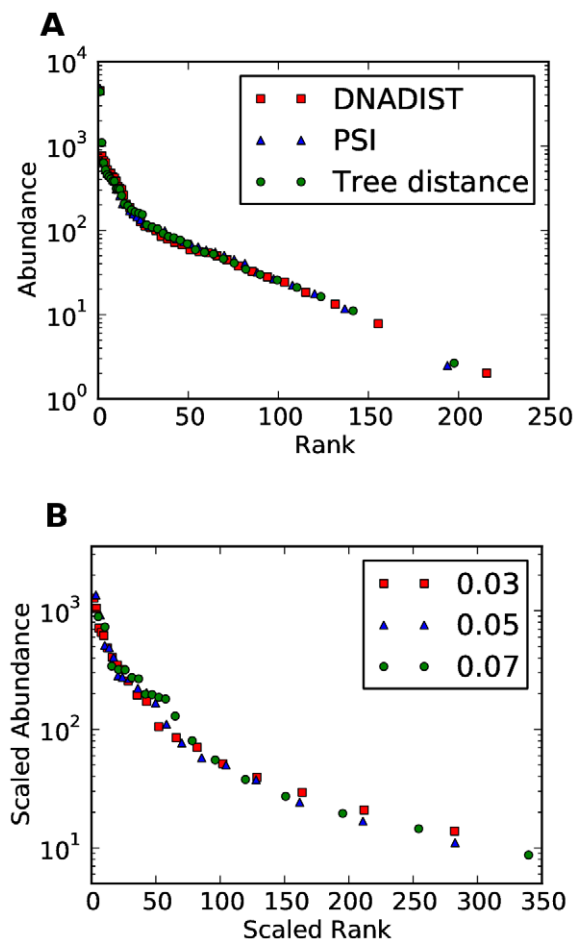 A
10^4
10^3
10^2
10^1
10^0
Abundance
DNADIST
PSI
Tree distance
0 50 100 150 200 250
Rank
B
10^3
10^2
10^1
Scaled Abundance
0.03
0.05
0.07
0 50 100 150 200 250 300 350
Scaled Rank